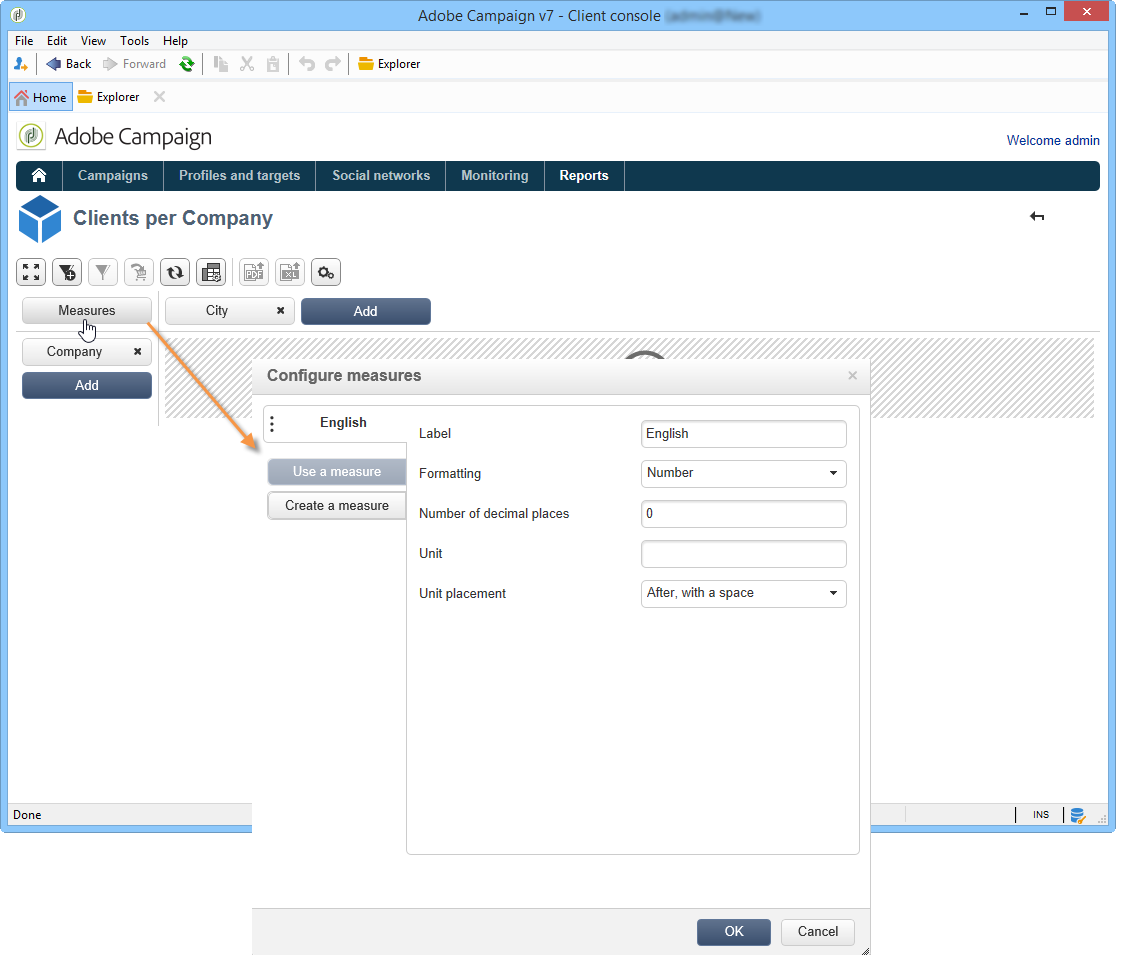 Adobe Campaign v7 - Client console
File Edit View Tools Help
Back Forward Explorer
Home Explorer
Adobe Campaign
Welcome admin
Campaigns Profiles and targets Social networks Monitoring Reports
Clients per Company
PDF XL
Measures City Add
Company
Add
Configure measures
English
Use a measure
Create a measure
Label English
Formatting Number
Number of decimal places 0
Unit
Unit placement After, with a space
Done INS
OK Cancel